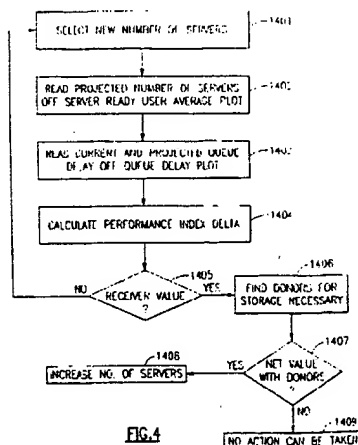 1401
SELECT NEW NUMBER OF SERVERS
1402
READ PROJECTED NUMBER OF SERVERS
OFF SERVER READY USER AVERAGE PLOT
1403
READ CURRENT AND PROJECTED QUEUE
DELAY OFF QUEUE DELAY PLOT
1404
CALCULATE PERFORMANCE INDEX DELTA
1405
NO
RECEIVER VALUE
?
YES
1406
FIND DONORS FOR
STORAGE NECESSARY
1407
NET VALUE
WITH DONORS
?
YES
1408
INCREASE NO. OF SERVERS
NO
1409
NO ACTION CAN BE TAKEN
FIG.4